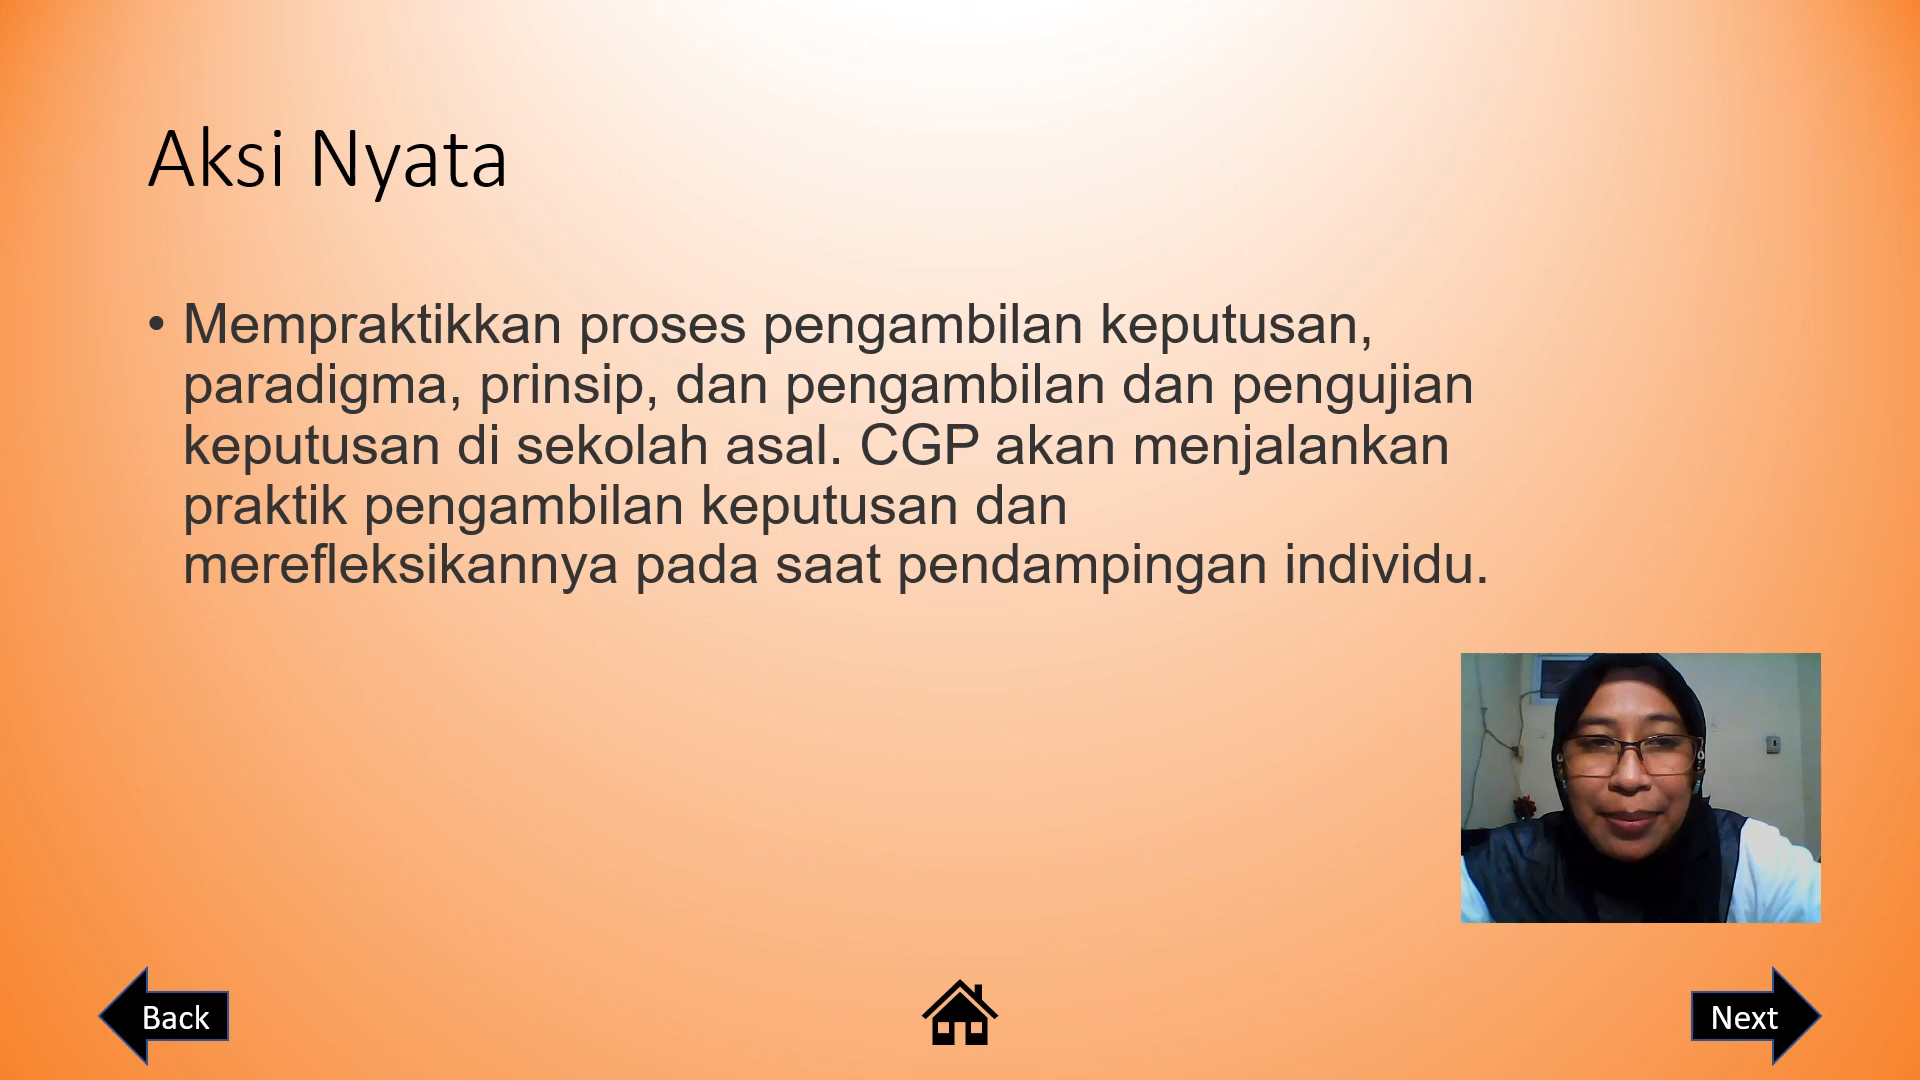 Aksi Nyata
• Mempraktikkan proses pengambilan keputusan,
paradigma, prinsip, dan pengambilan dan pengujian
keputusan di sekolah asal. CGP akan menjalankan
praktik pengambilan keputusan dan
merefleksikannya pada saat pendampingan individu.
Back
Next